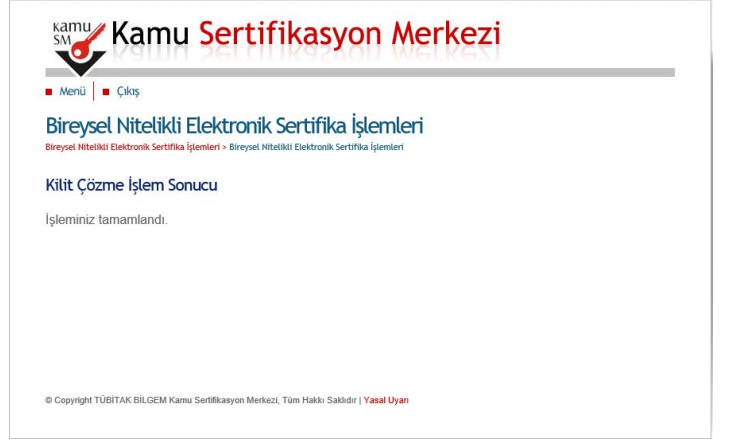 Kamu
SM
Kamu Sertifikasyon Merkezi
Menü
Çıkış
Bireysel Nitelikli Elektronik Sertifika İşlemleri
Bireysel Nitelikli Elektronik Sertifika İşlemleri > Bireysel Nitelikli Elektronik Sertifika İşlemleri
Kilit Çözme İşlem Sonucu
İşleminiz tamamlandı.
© Copyright TÜBİTAK BİLGEM Kamu Sertifikasyon Merkezi, Tüm Hakkı Saklıdır | Yasal Uyarı